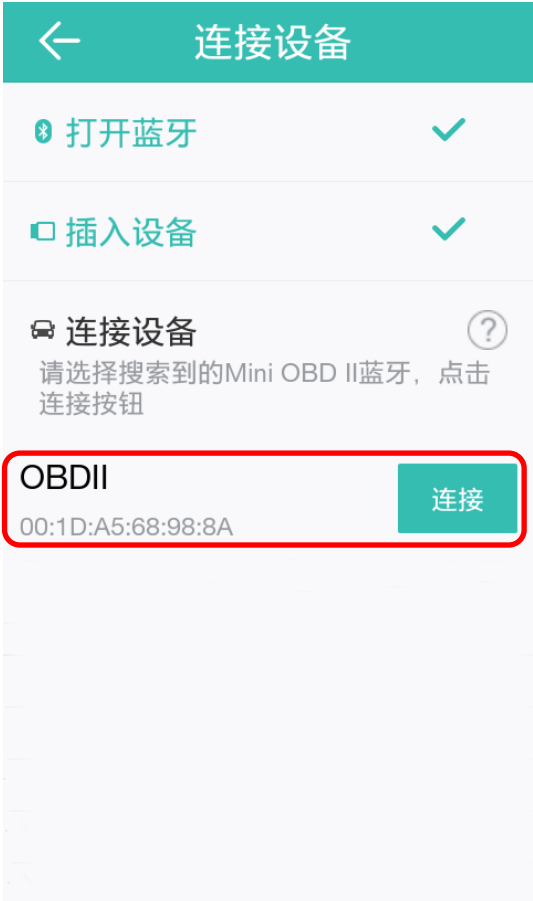 连接设备
打开蓝牙
插入设备
连接设备
请选择搜索到的Mini OBD II蓝牙，点击
连接按钮
OBDII
连接
00:1D:A5:68:98:8A